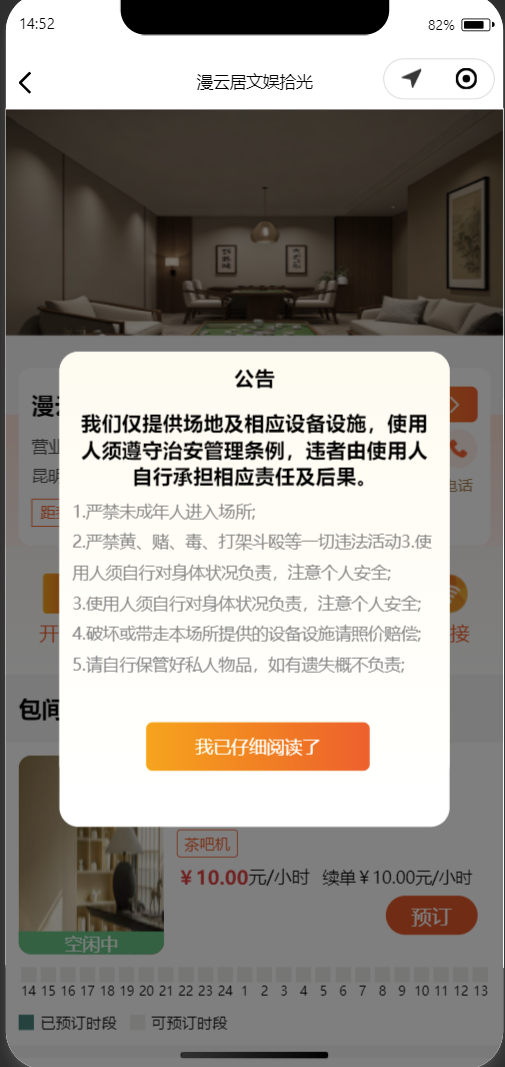 14:52
82%
漫云居文娱拾光
漫
营业
昆明
距
电话
开
接
公告
我们仅提供场地及相应设备设施，使用
人须遵守治安管理条例，违者由使用人
自行承担相应责任及后果。
1.严禁未成年人进入场所;
2.严禁黄、赌、毒、打架斗殴等一切违法活动3.使
用人须自行对身体状况负责，注意个人安全;
3.使用人须自行对身体状况负责，注意个人安全;
4.破坏或带走本场所提供的设备设施请照价赔偿;
5.请自行保管好私人物品，如有遗失概不负责;
我已仔细阅读了
包间
茶吧机
￥10.00元/小时 续单￥10.00元/小时
预订
空闲中
14 15 16 17 18 19 20 21 22 23 24 1 2 3 4 5 6 7 8 9 10 11 12 13
已预订时段 可预订时段